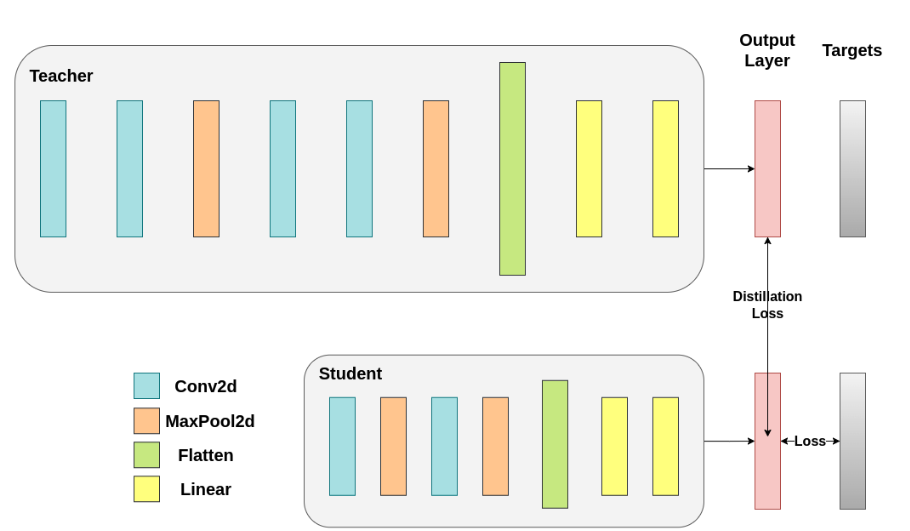 Output
Layer
Targets
Teacher
Distillation
Loss
Student
Conv2d
MaxPool2d
Flatten
Linear
Loss